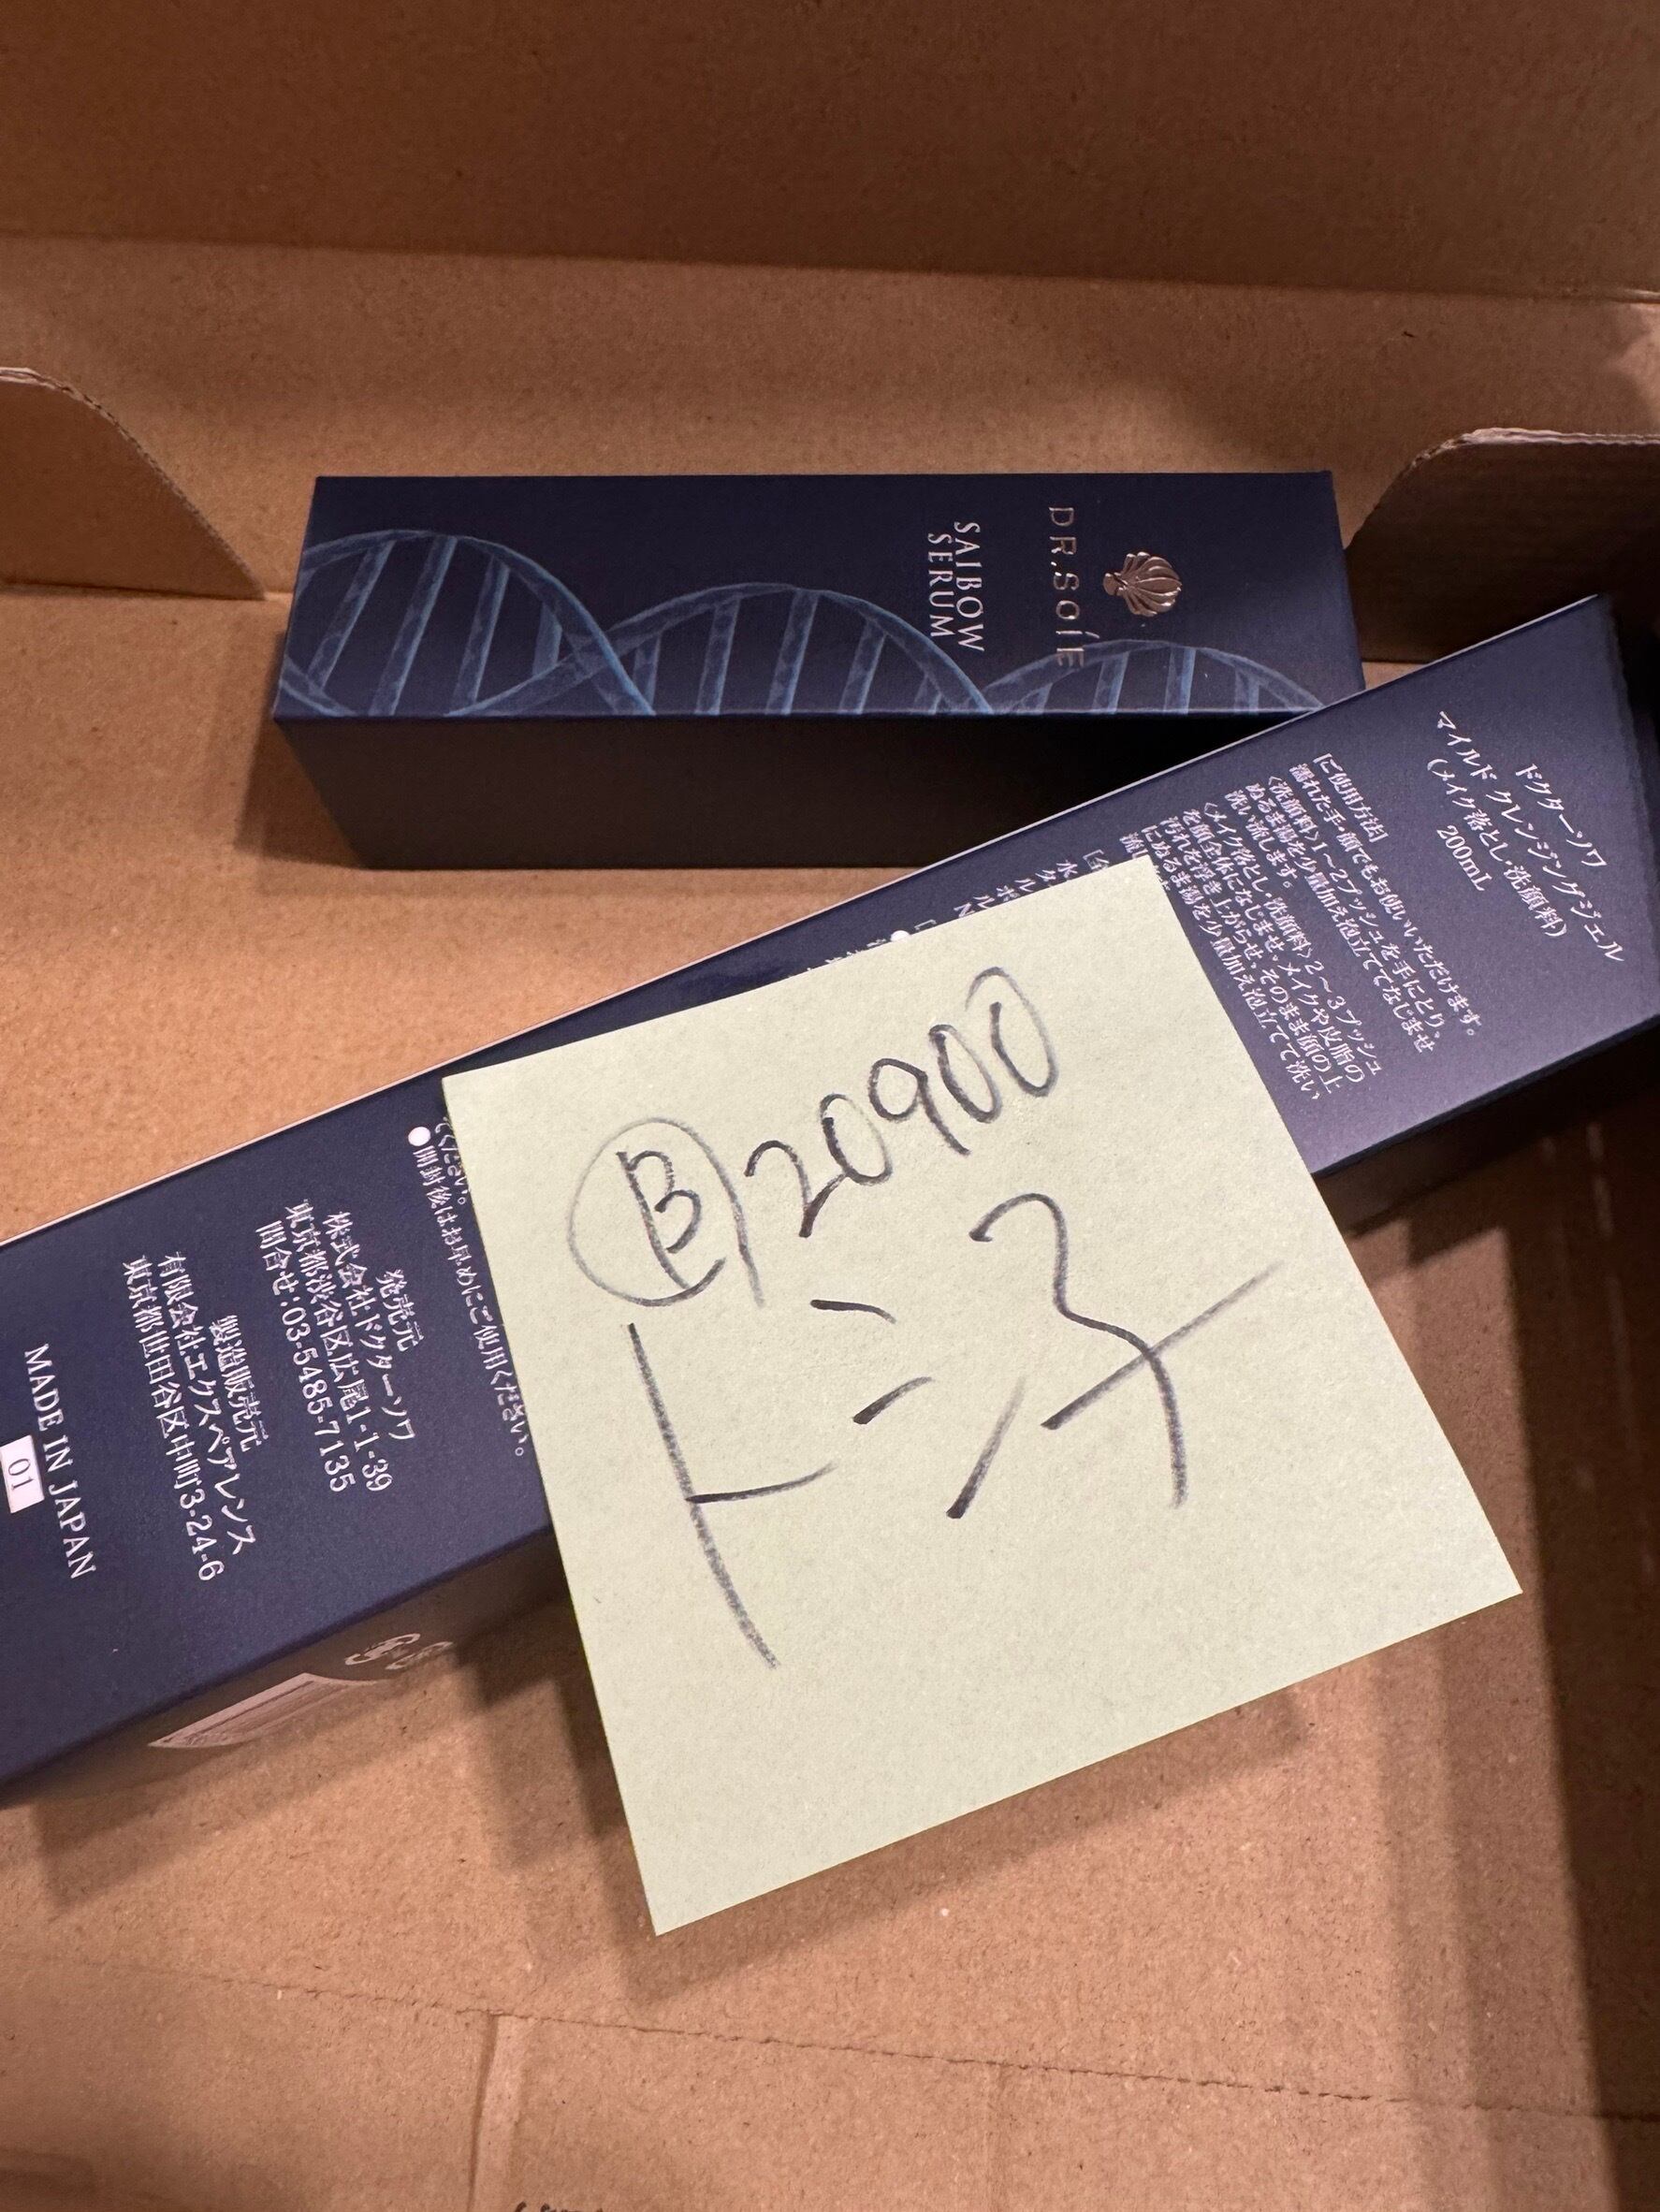 DR.SOIE
SAIBOW
SERUM
ドクターソワ
マイルド クレンジングジェル
(メイク落とし・洗顔料)
200mL
[ご使用方法]
濡れた手・顔でもお使いいただけます。
〈洗顔料〉1〜2プッシュを手にとり、
ぬるま湯を少量加え泡立ててなじませ
洗い流します。
〈メイク落とし・洗顔料〉2〜3プッシュ
を顔全体になじませ、メイクや皮脂の
汚れを浮き上がらせ、そのまま顔の上
にぬるま湯を少量加え泡立てて洗い
流
水
ください。
●開封後はお早めにご使用ください。
発売元
株式会社ドクターソワ
東京都渋谷区広尾1-1-39
問合せ:03-5485-7135
製造販売元
有限会社エクスペアレンス
東京都世田谷区中町3-24-6
MADE IN JAPAN
01
Ⓑ20900
トシ子